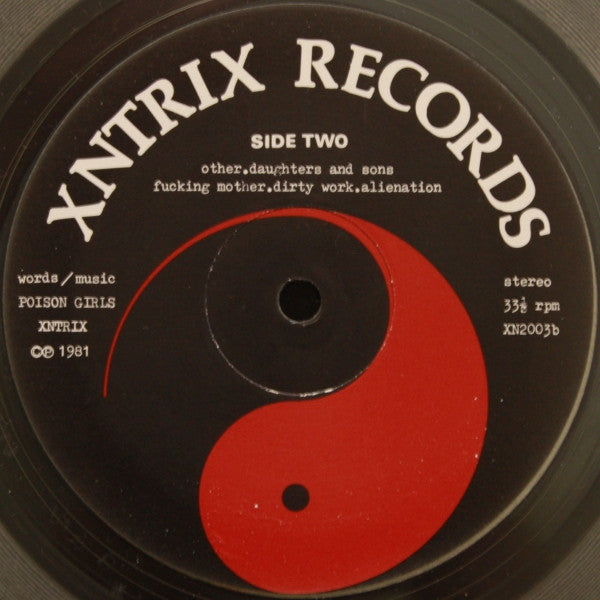 XNTRIX RECORDS
SIDE TWO
other.daughters and sons
fucking mother.dirty work.alienation
words/music
POISON GIRLS
XNTRIX
©℗ 1981
stereo
33⅓ rpm
XN2003b